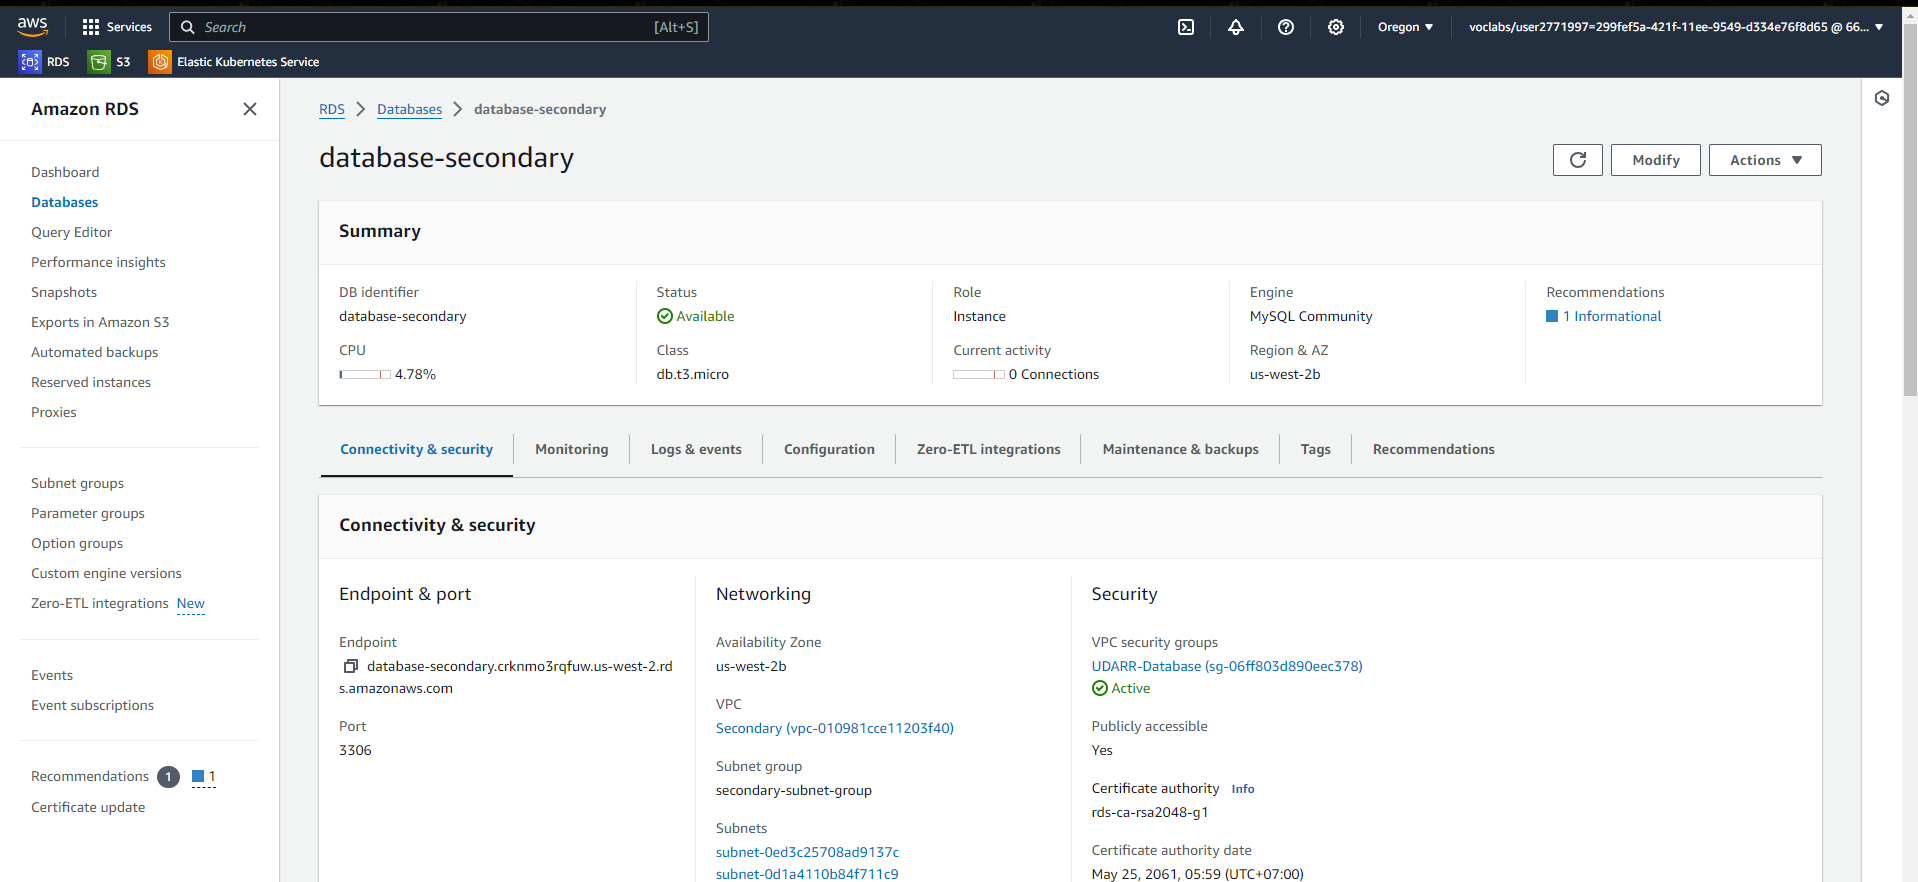 aws
Services
Search
[Alt+S]
Oregon
voclabs/user2771997=299fef5a-421f-11ee-9549-d334e76f8d65 @ 66...
RDS
S3
Elastic Kubernetes Service
Amazon RDS
Dashboard
Databases
Query Editor
Performance insights
Snapshots
Exports in Amazon S3
Automated backups
Reserved instances
Proxies
Subnet groups
Parameter groups
Option groups
Custom engine versions
Zero-ETL integrations New
Events
Event subscriptions
Recommendations 1 1
Certificate update
RDS
Databases
database-secondary
database-secondary
Modify
Actions
Summary
DB identifier
database-secondary
CPU
4.78%
Status
Available
Class
db.t3.micro
Role
Instance
Current activity
0 Connections
Engine
MySQL Community
Region & AZ
us-west-2b
Recommendations
1 Informational
Connectivity & security
Monitoring
Logs & events
Configuration
Zero-ETL integrations
Maintenance & backups
Tags
Recommendations
Connectivity & security
Endpoint & port
Endpoint
database-secondary.crknmo3rqfuw.us-west-2.rd
s.amazonaws.com
Port
3306
Networking
Availability Zone
us-west-2b
VPC
Secondary (vpc-010981cce11203f40)
Subnet group
secondary-subnet-group
Subnets
subnet-0ed3c25708ad9137c
subnet-0d1a4110b84f711c9
Security
VPC security groups
UDARR-Database (sg-06ff803d890eec378)
Active
Publicly accessible
Yes
Certificate authority Info
rds-ca-rsa2048-g1
Certificate authority date
May 25, 2061, 05:59 (UTC+07:00)